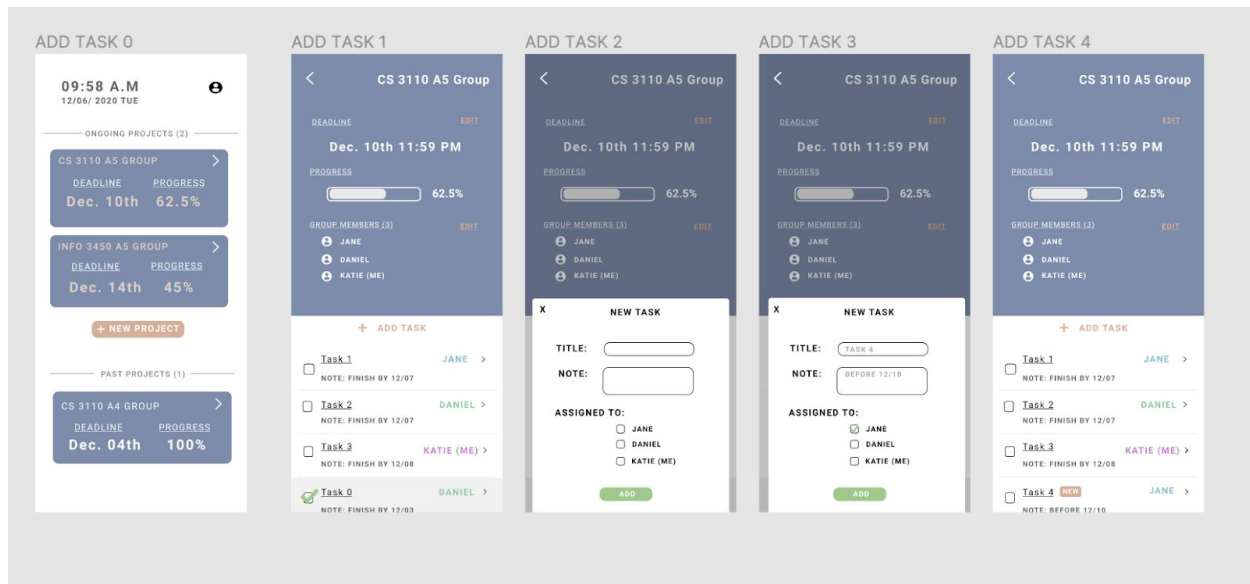 ADD TASK 0
09:58 A.M
12/06/ 2020 TUE
ONGOING PROJECTS (2)
CS 3110 A5 GROUP
DEADLINE PROGRESS
Dec. 10th 62.5%
INFO 3450 A5 GROUP
DEADLINE PROGRESS
Dec. 14th 45%
+ NEW PROJECT
PAST PROJECTS (1)
CS 3110 A4 GROUP
DEADLINE PROGRESS
Dec. 04th 100%
ADD TASK 1
CS 3110 A5 Group
DEADLINE EDIT
Dec. 10th 11:59 PM
PROGRESS
62.5%
GROUP MEMBERS (3) EDIT
JANE
DANIEL
KATIE (ME)
+ ADD TASK
Task 1 JANE >
NOTE: FINISH BY 12/07
Task 2 DANIEL >
NOTE: FINISH BY 12/07
Task 3 KATIE (ME) >
NOTE: FINISH BY 12/08
Task 0 DANIEL >
NOTE: FINISH BY 12/03
ADD TASK 2
CS 3110 A5 Group
DEADLINE EDIT
Dec. 10th 11:59 PM
PROGRESS
62.5%
GROUP MEMBERS (3) EDIT
JANE
DANIEL
KATIE (ME)
X NEW TASK
TITLE:
NOTE:
ASSIGNED TO:
JANE
DANIEL
KATIE (ME)
ADD
ADD TASK 3
CS 3110 A5 Group
DEADLINE EDIT
Dec. 10th 11:59 PM
PROGRESS
62.5%
GROUP MEMBERS (3) EDIT
JANE
DANIEL
KATIE (ME)
X NEW TASK
TITLE: TASK 4
NOTE: BEFORE 12/10
ASSIGNED TO:
JANE
DANIEL
KATIE (ME)
ADD
ADD TASK 4
CS 3110 A5 Group
DEADLINE EDIT
Dec. 10th 11:59 PM
PROGRESS
62.5%
GROUP MEMBERS (3) EDIT
JANE
DANIEL
KATIE (ME)
+ ADD TASK
Task 1 JANE >
NOTE: FINISH BY 12/07
Task 2 DANIEL >
NOTE: FINISH BY 12/07
Task 3 KATIE (ME) >
NOTE: FINISH BY 12/08
Task 4 NEW JANE >
NOTE: BEFORE 12/10